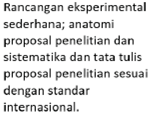 Rancangan eksperimental
sederhana; anatomi
proposal penelitian dan
sistematika dan tata tulis
proposal penelitian sesuai
dengan standar
internasional.